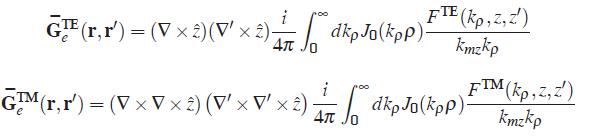 Ḡ_e^TE(r, r′) = (∇ × ẑ)(∇′ × ẑ) i/4π ∫_0^∞ dk_ρ J_0(k_ρ ρ) F^TE(k_ρ, z, z′)/k_mz k_ρ
Ḡ_e^TM(r, r′) = (∇ × ∇ × ẑ) (∇′ × ∇′ × ẑ) i/4π ∫_0^∞ dk_ρ J_0(k_ρ ρ) F^TM(k_ρ, z, z′)/k_mz k_ρ